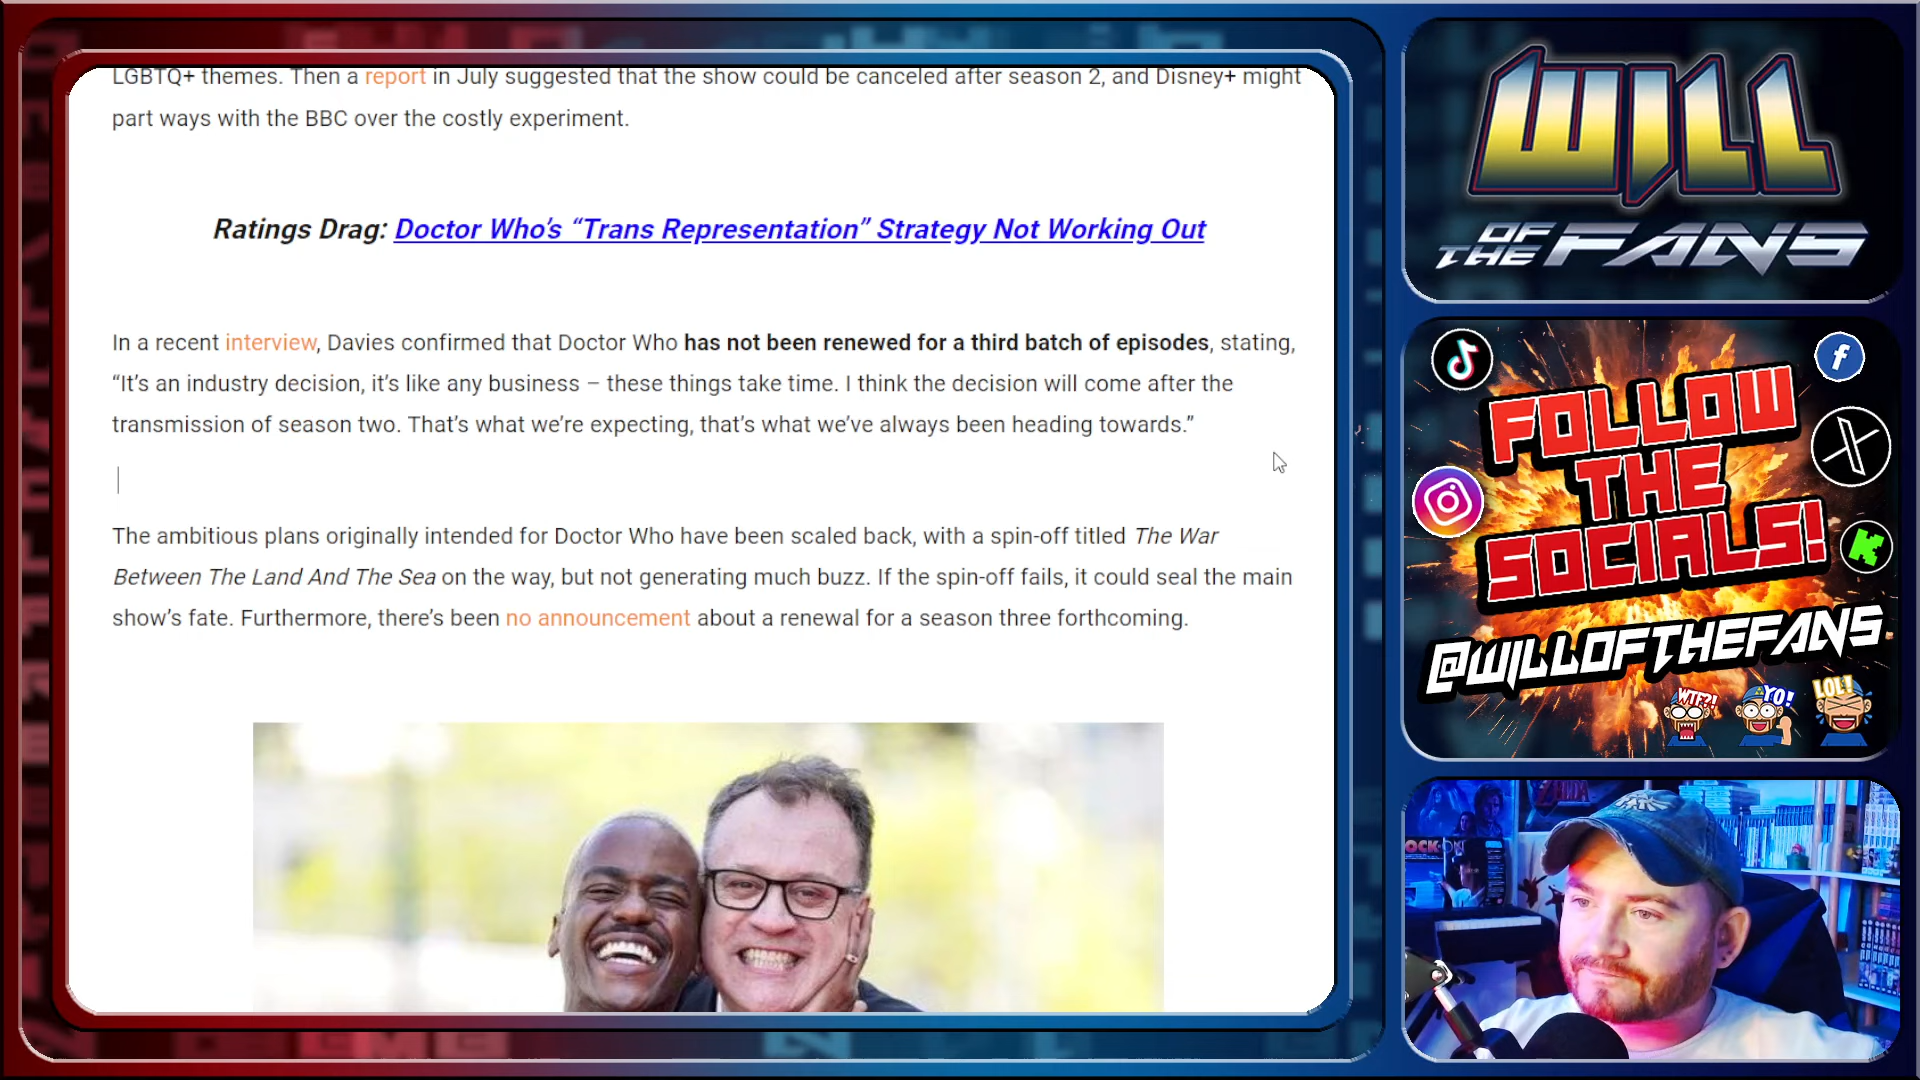 LGBTQ+ themes. Then a report in July suggested that the show could be canceled after season 2, and Disney+ might
part ways with the BBC over the costly experiment.
Ratings Drag: Doctor Who’s “Trans Representation” Strategy Not Working Out
In a recent interview, Davies confirmed that Doctor Who has not been renewed for a third batch of episodes, stating,
“It’s an industry decision, it’s like any business – these things take time. I think the decision will come after the
transmission of season two. That’s what we’re expecting, that’s what we’ve always been heading towards.”
The ambitious plans originally intended for Doctor Who have been scaled back, with a spin-off titled The War
Between The Land And The Sea on the way, but not generating much buzz. If the spin-off fails, it could seal the main
show’s fate. Furthermore, there’s been no announcement about a renewal for a season three forthcoming.
WILL
OF
THE FANS
FOLLOW
THE
SOCIALS!
@WILLOFTHEFANS
WTF?!
YO!
LOL!